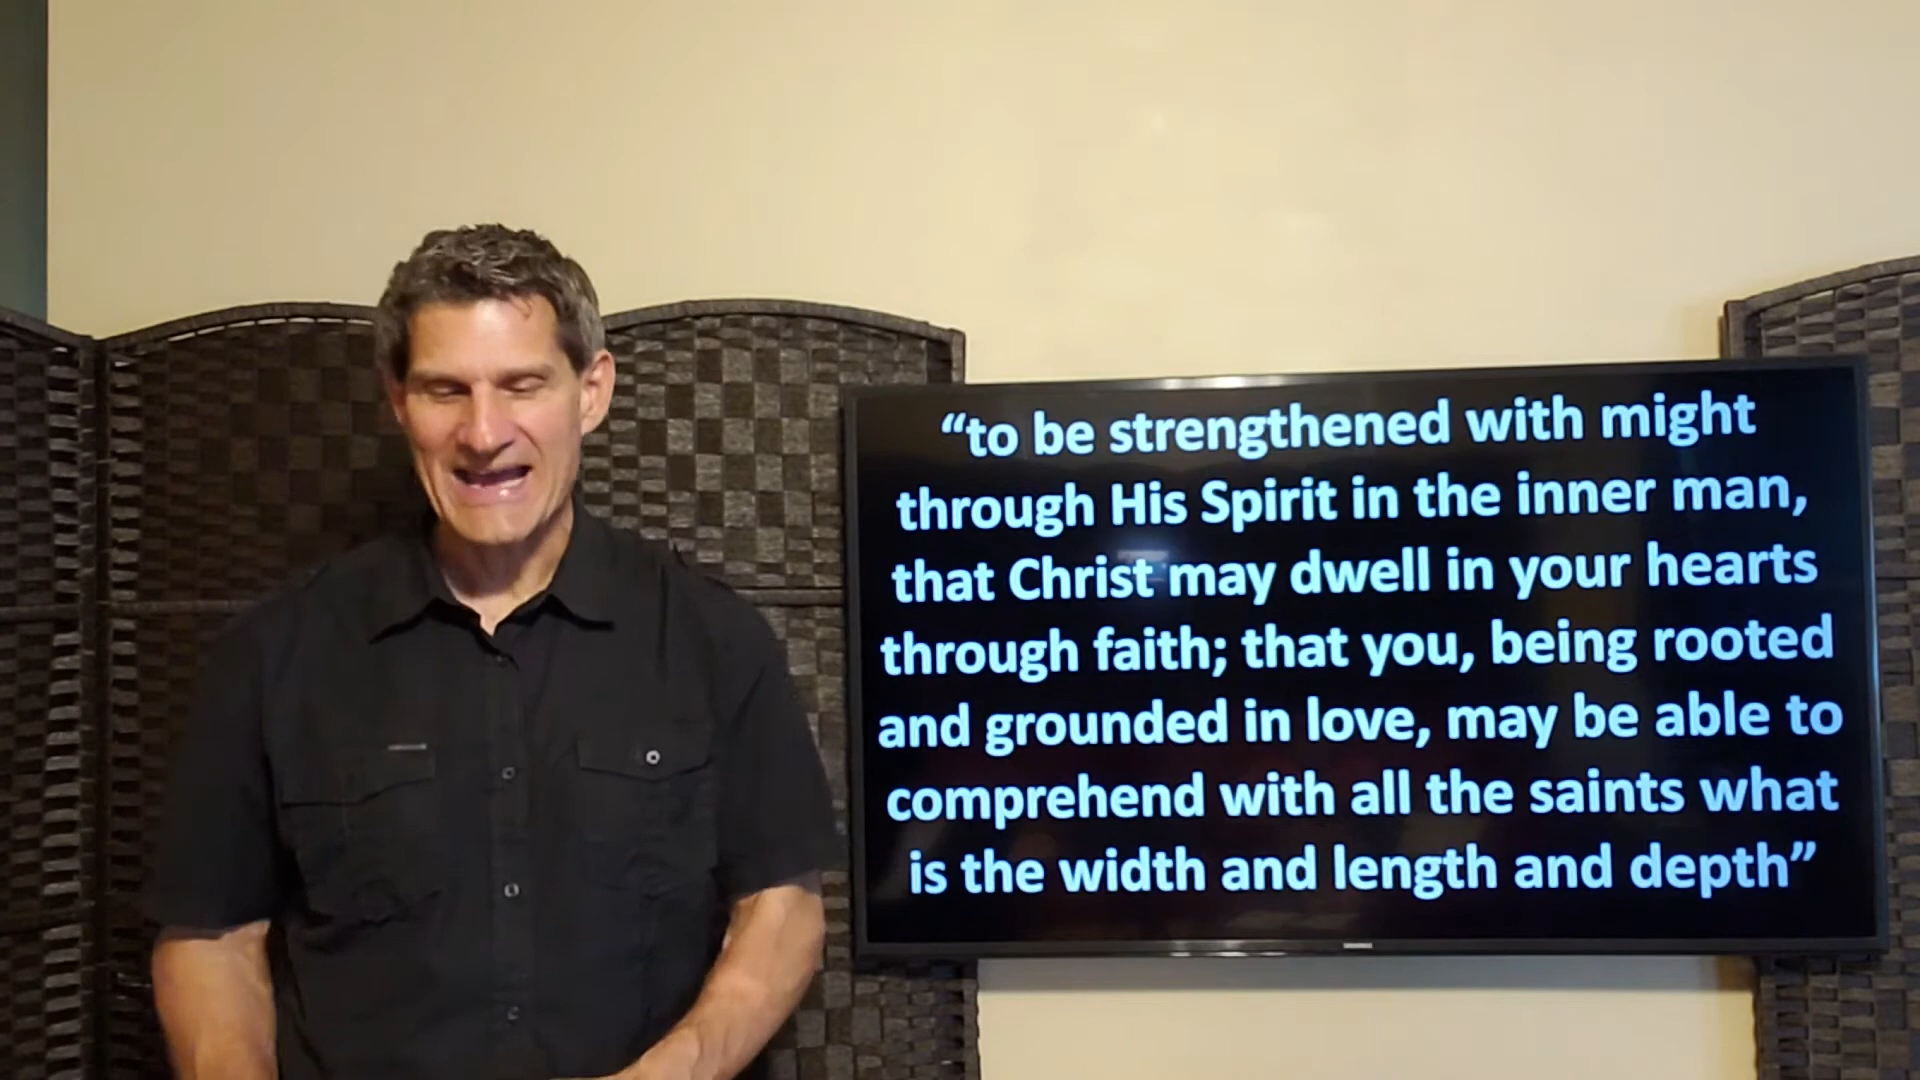 “to be strengthened with might
through His Spirit in the inner man,
that Christ may dwell in your hearts
through faith; that you, being rooted
and grounded in love, may be able to
comprehend with all the saints what
is the width and length and depth”